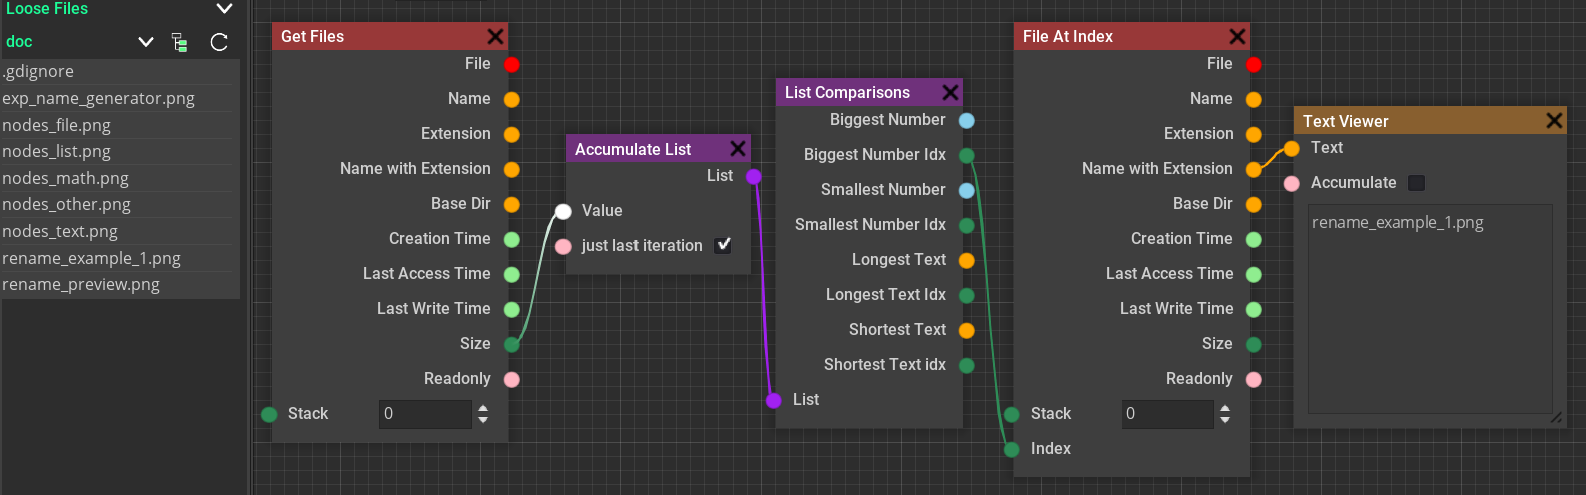 Loose Files
doc
.gdignore
exp_name_generator.png
nodes_file.png
nodes_list.png
nodes_math.png
nodes_other.png
nodes_text.png
rename_example_1.png
rename_preview.png
Get Files
File
Name
Extension
Name with Extension
Base Dir
Creation Time
Last Access Time
Last Write Time
Size
Readonly
Stack 0
Accumulate List
List
Value
just last iteration
List Comparisons
Biggest Number
Biggest Number Idx
Smallest Number
Smallest Number Idx
Longest Text
Longest Text Idx
Shortest Text
Shortest Text idx
List
File At Index
File
Name
Extension
Name with Extension
Base Dir
Creation Time
Last Access Time
Last Write Time
Size
Readonly
Stack 0
Index
Text Viewer
Text
Accumulate
rename_example_1.png